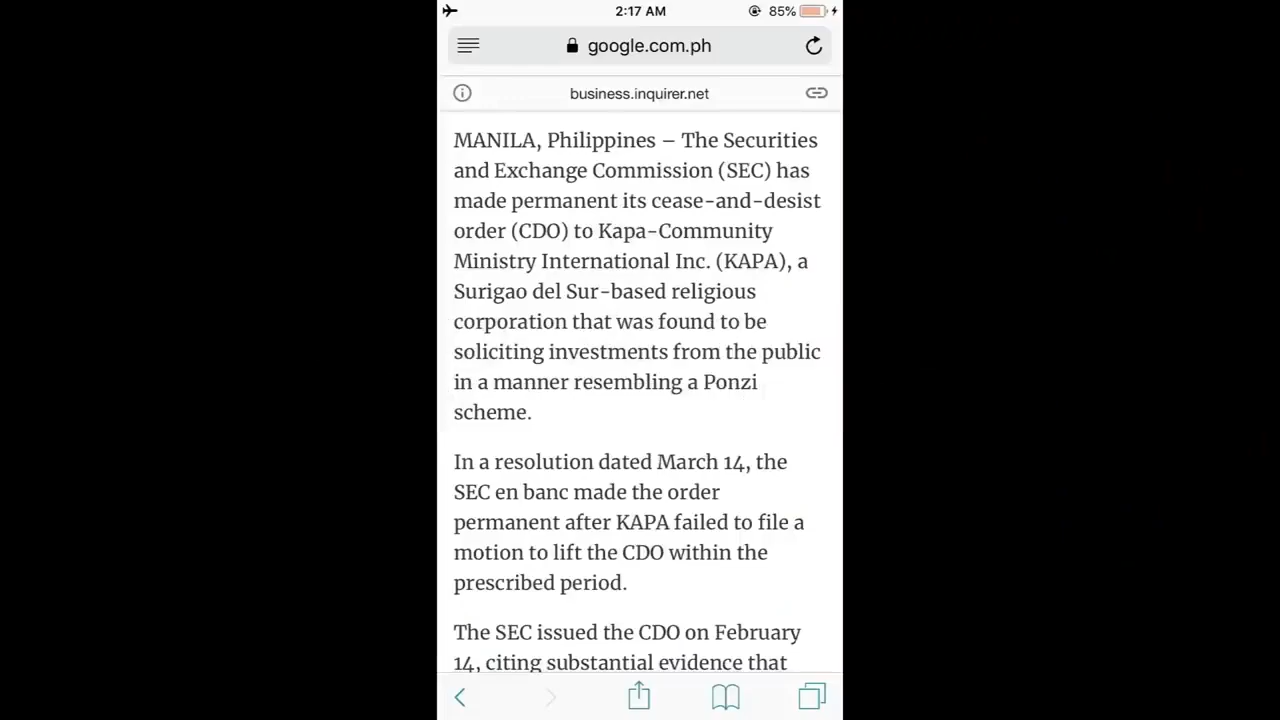 2:17 AM
85%
google.com.ph
business.inquirer.net
MANILA, Philippines – The Securities
and Exchange Commission (SEC) has
made permanent its cease-and-desist
order (CDO) to Kapa-Community
Ministry International Inc. (KAPA), a
Surigao del Sur-based religious
corporation that was found to be
soliciting investments from the public
in a manner resembling a Ponzi
scheme.
In a resolution dated March 14, the
SEC en banc made the order
permanent after KAPA failed to file a
motion to lift the CDO within the
prescribed period.
The SEC issued the CDO on February
14, citing substantial evidence that